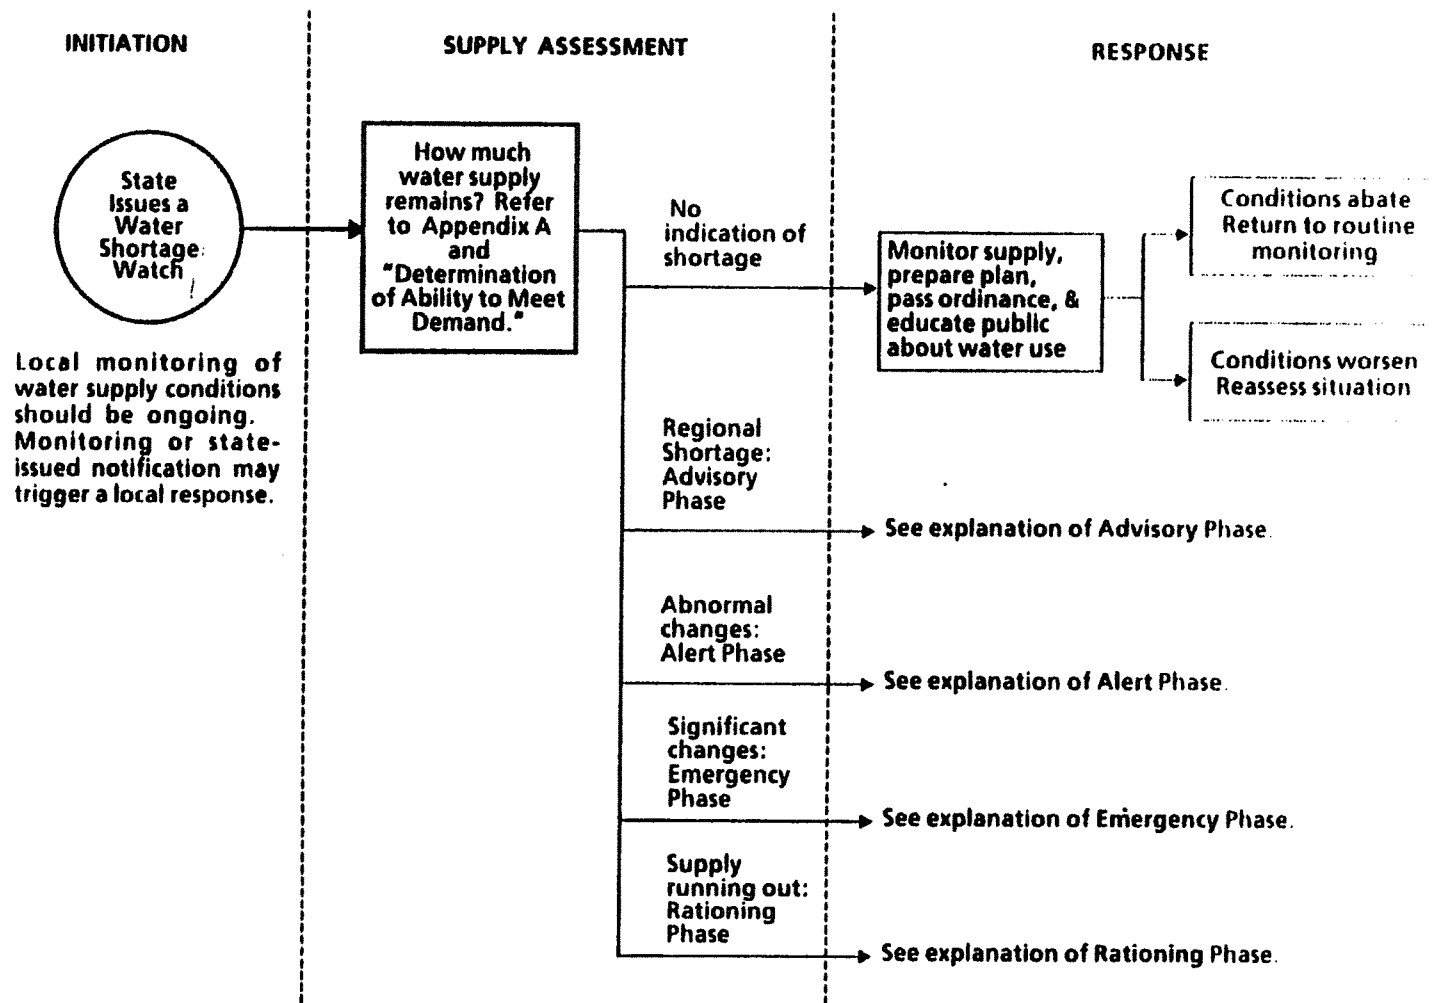 INITIATION
SUPPLY ASSESSMENT
RESPONSE
State
Issues a
Water
Shortage
Watch
Local monitoring of
water supply conditions
should be ongoing.
Monitoring or state-
issued notification may
trigger a local response.
How much
water supply
remains? Refer
to Appendix A
and
"Determination
of Ability to Meet
Demand."
No
indication of
shortage
Monitor supply,
prepare plan,
pass ordinance, &
educate public
about water use
Conditions abate
Return to routine
monitoring
Conditions worsen
Reassess situation
Regional
Shortage:
Advisory
Phase
See explanation of Advisory Phase.
Abnormal
changes:
Alert Phase
See explanation of Alert Phase.
Significant
changes:
Emergency
Phase
See explanation of Emergency Phase.
Supply
running out:
Rationing
Phase
See explanation of Rationing Phase.